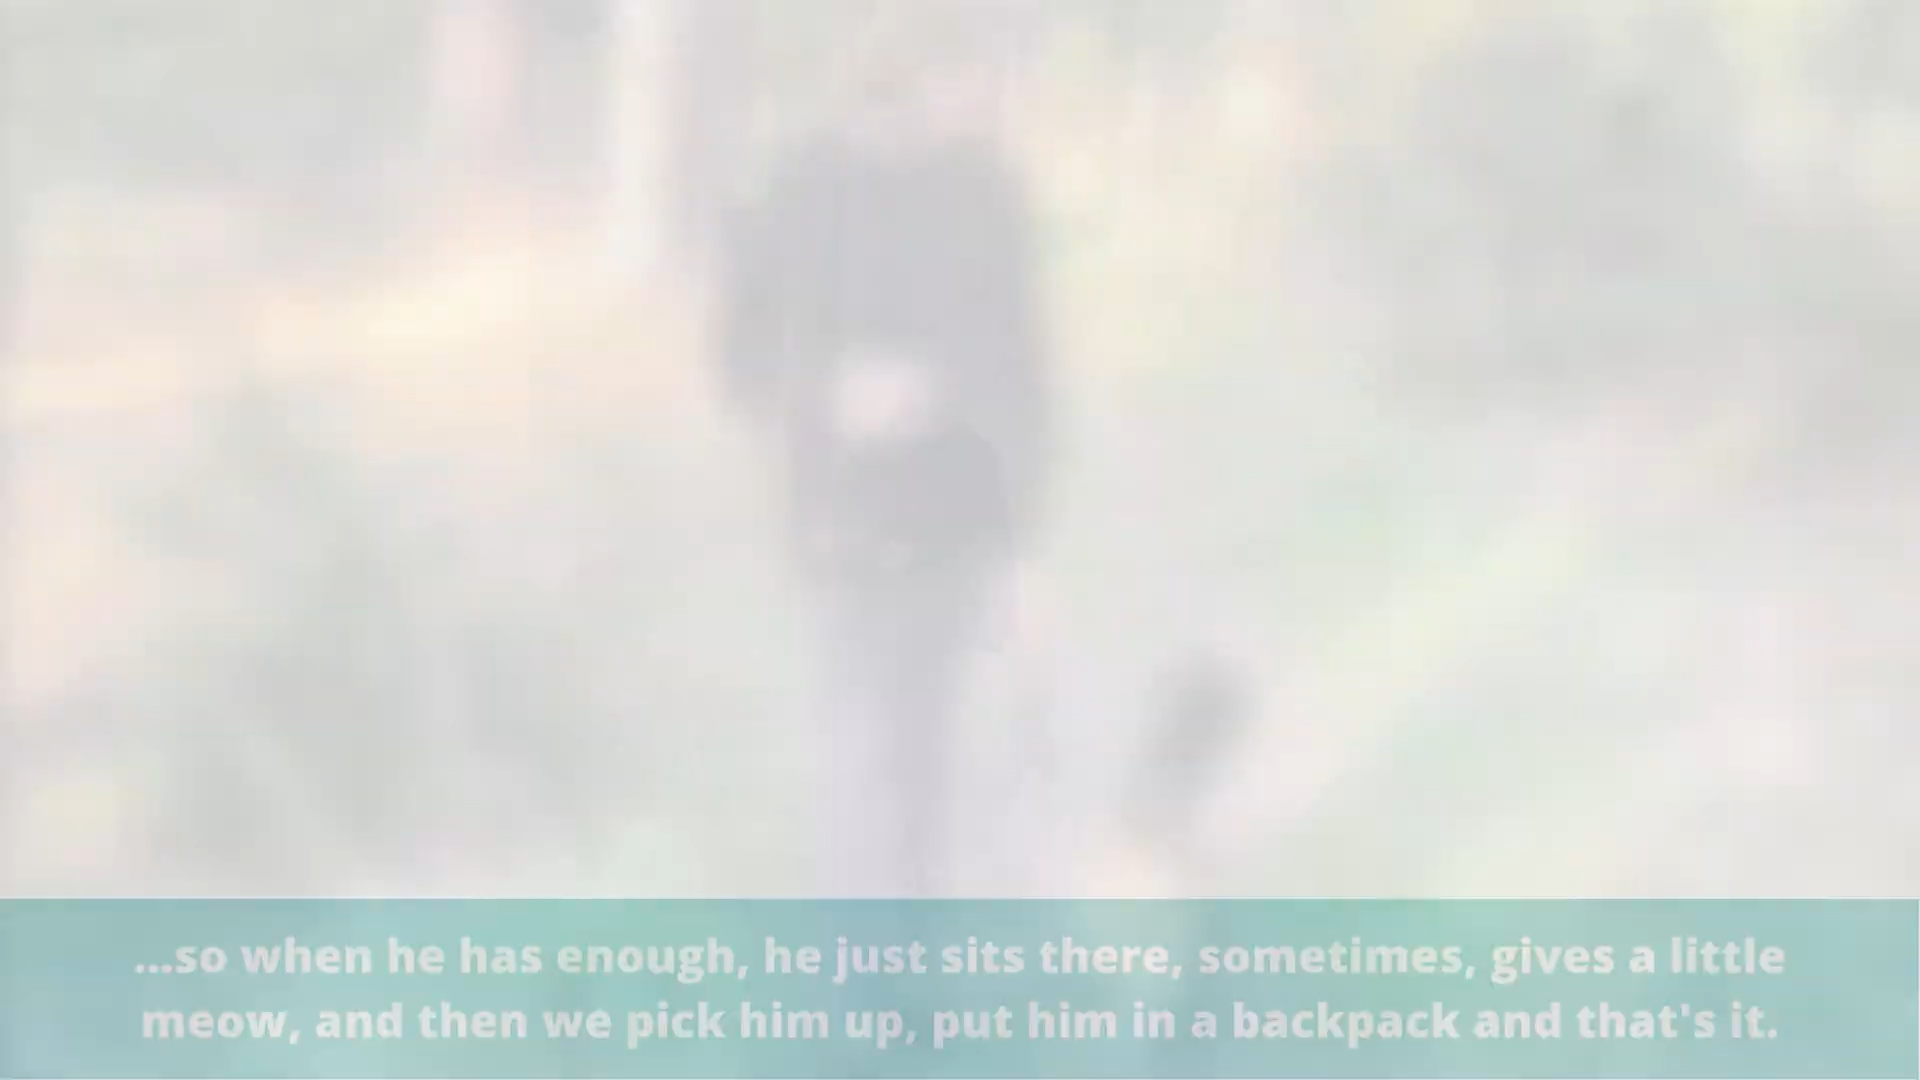 ...so when he has enough, he just sits there, sometimes, gives a little
meow, and then we pick him up, put him in a backpack and that's it.